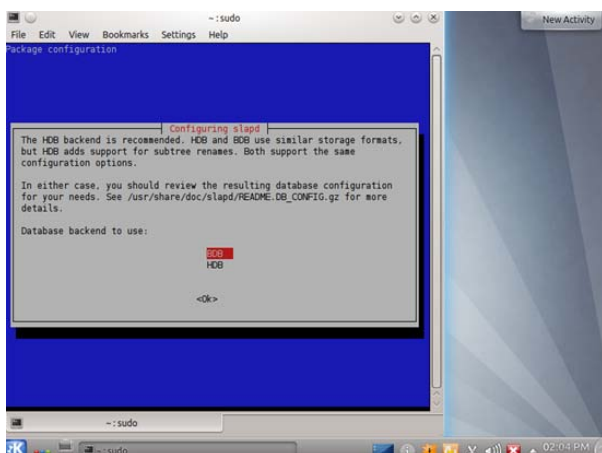 ~ : sudo
New Activity
File Edit View Bookmarks Settings Help
Package configuration
Configuring slapd
The HDB backend is recommended. HDB and BDB use similar storage formats,
but HDB adds support for subtree renames. Both support the same
configuration options.
In either case, you should review the resulting database configuration
for your needs. See /usr/share/doc/slapd/README.DB_CONFIG.gz for more
details.
Database backend to use:
BDB
HDB
<Ok>
~ : sudo
~ : sudo
02:04 PM